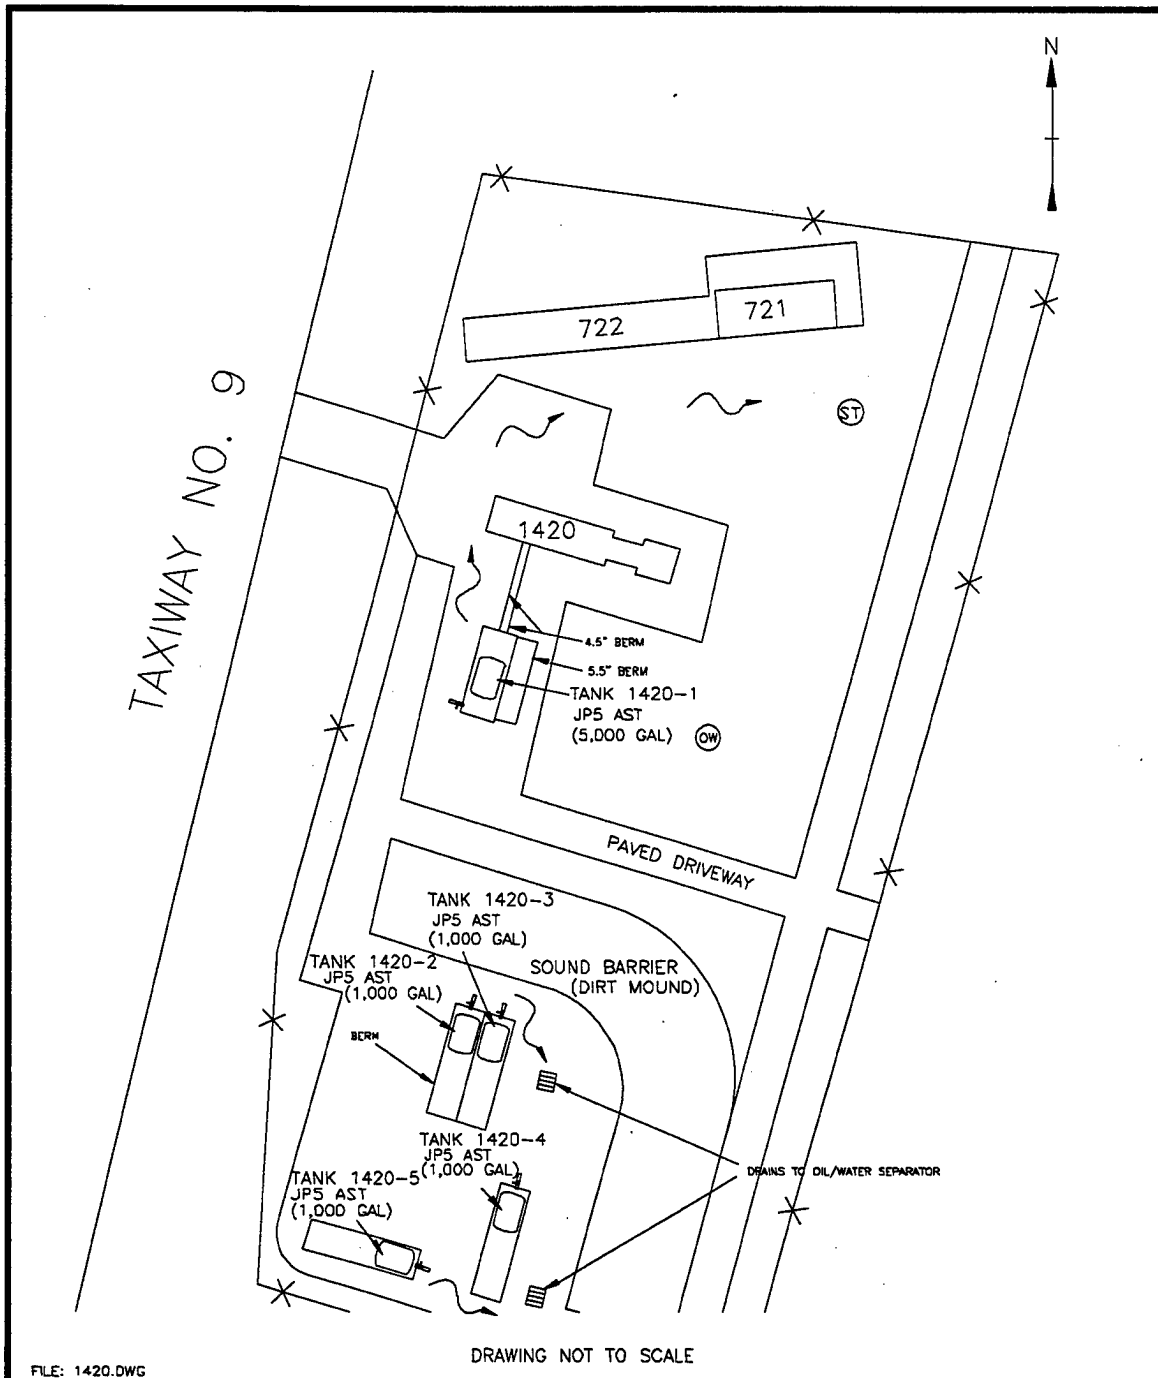 N
722
721
TAXIWAY NO. 9
ST
1420
4.5" BERM
5.5" BERM
TANK 1420-1
JP5 AST
(5,000 GAL)
OW
PAVED DRIVEWAY
TANK 1420-3
JP5 AST
(1,000 GAL)
TANK 1420-2
JP5 AST
(1,000 GAL)
SOUND BARRIER
(DIRT MOUND)
BERM
TANK 1420-4
JP5 AST
(1,000 GAL)
TANK 1420-5
JP5 AST
(1,000 GAL)
DRAINS TO OIL/WATER SEPARATOR
DRAWING NOT TO SCALE
FILE: 1420.DWG